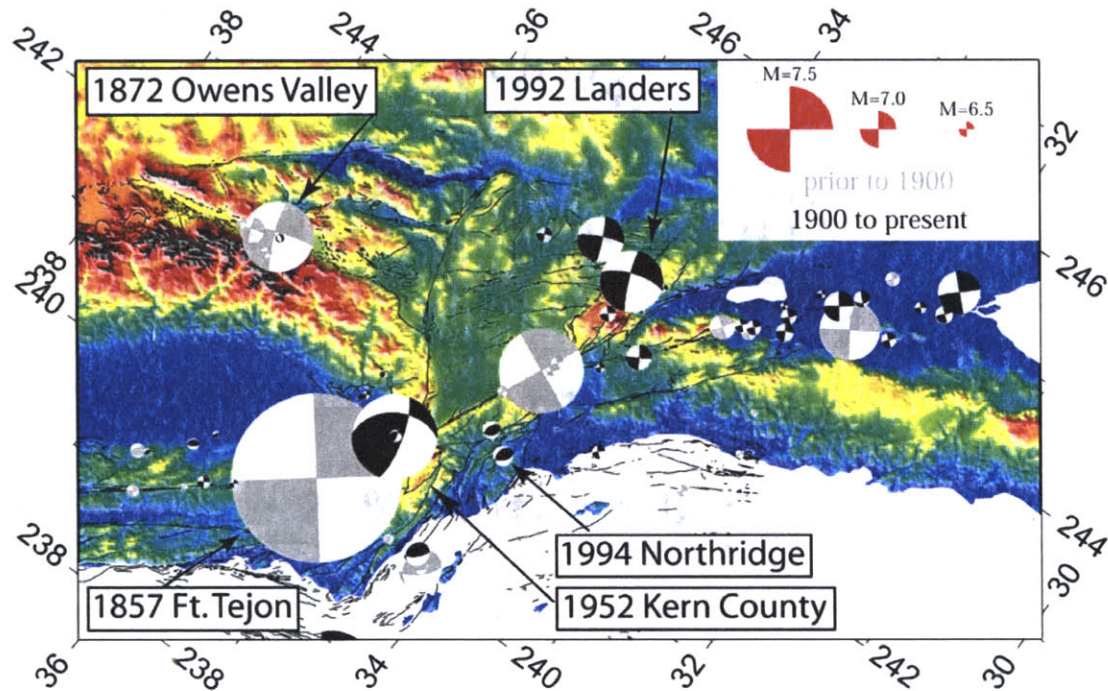 38
244
36
246
34
242
1872 Owens Valley
1992 Landers
M=7.5
M=7.0
M=6.5
prior to 1900
1900 to present
32
38
240
246
238
244
30
1994 Northridge
1857 Ft. Tejon
1952 Kern County
36
238
34
240
32
242
30